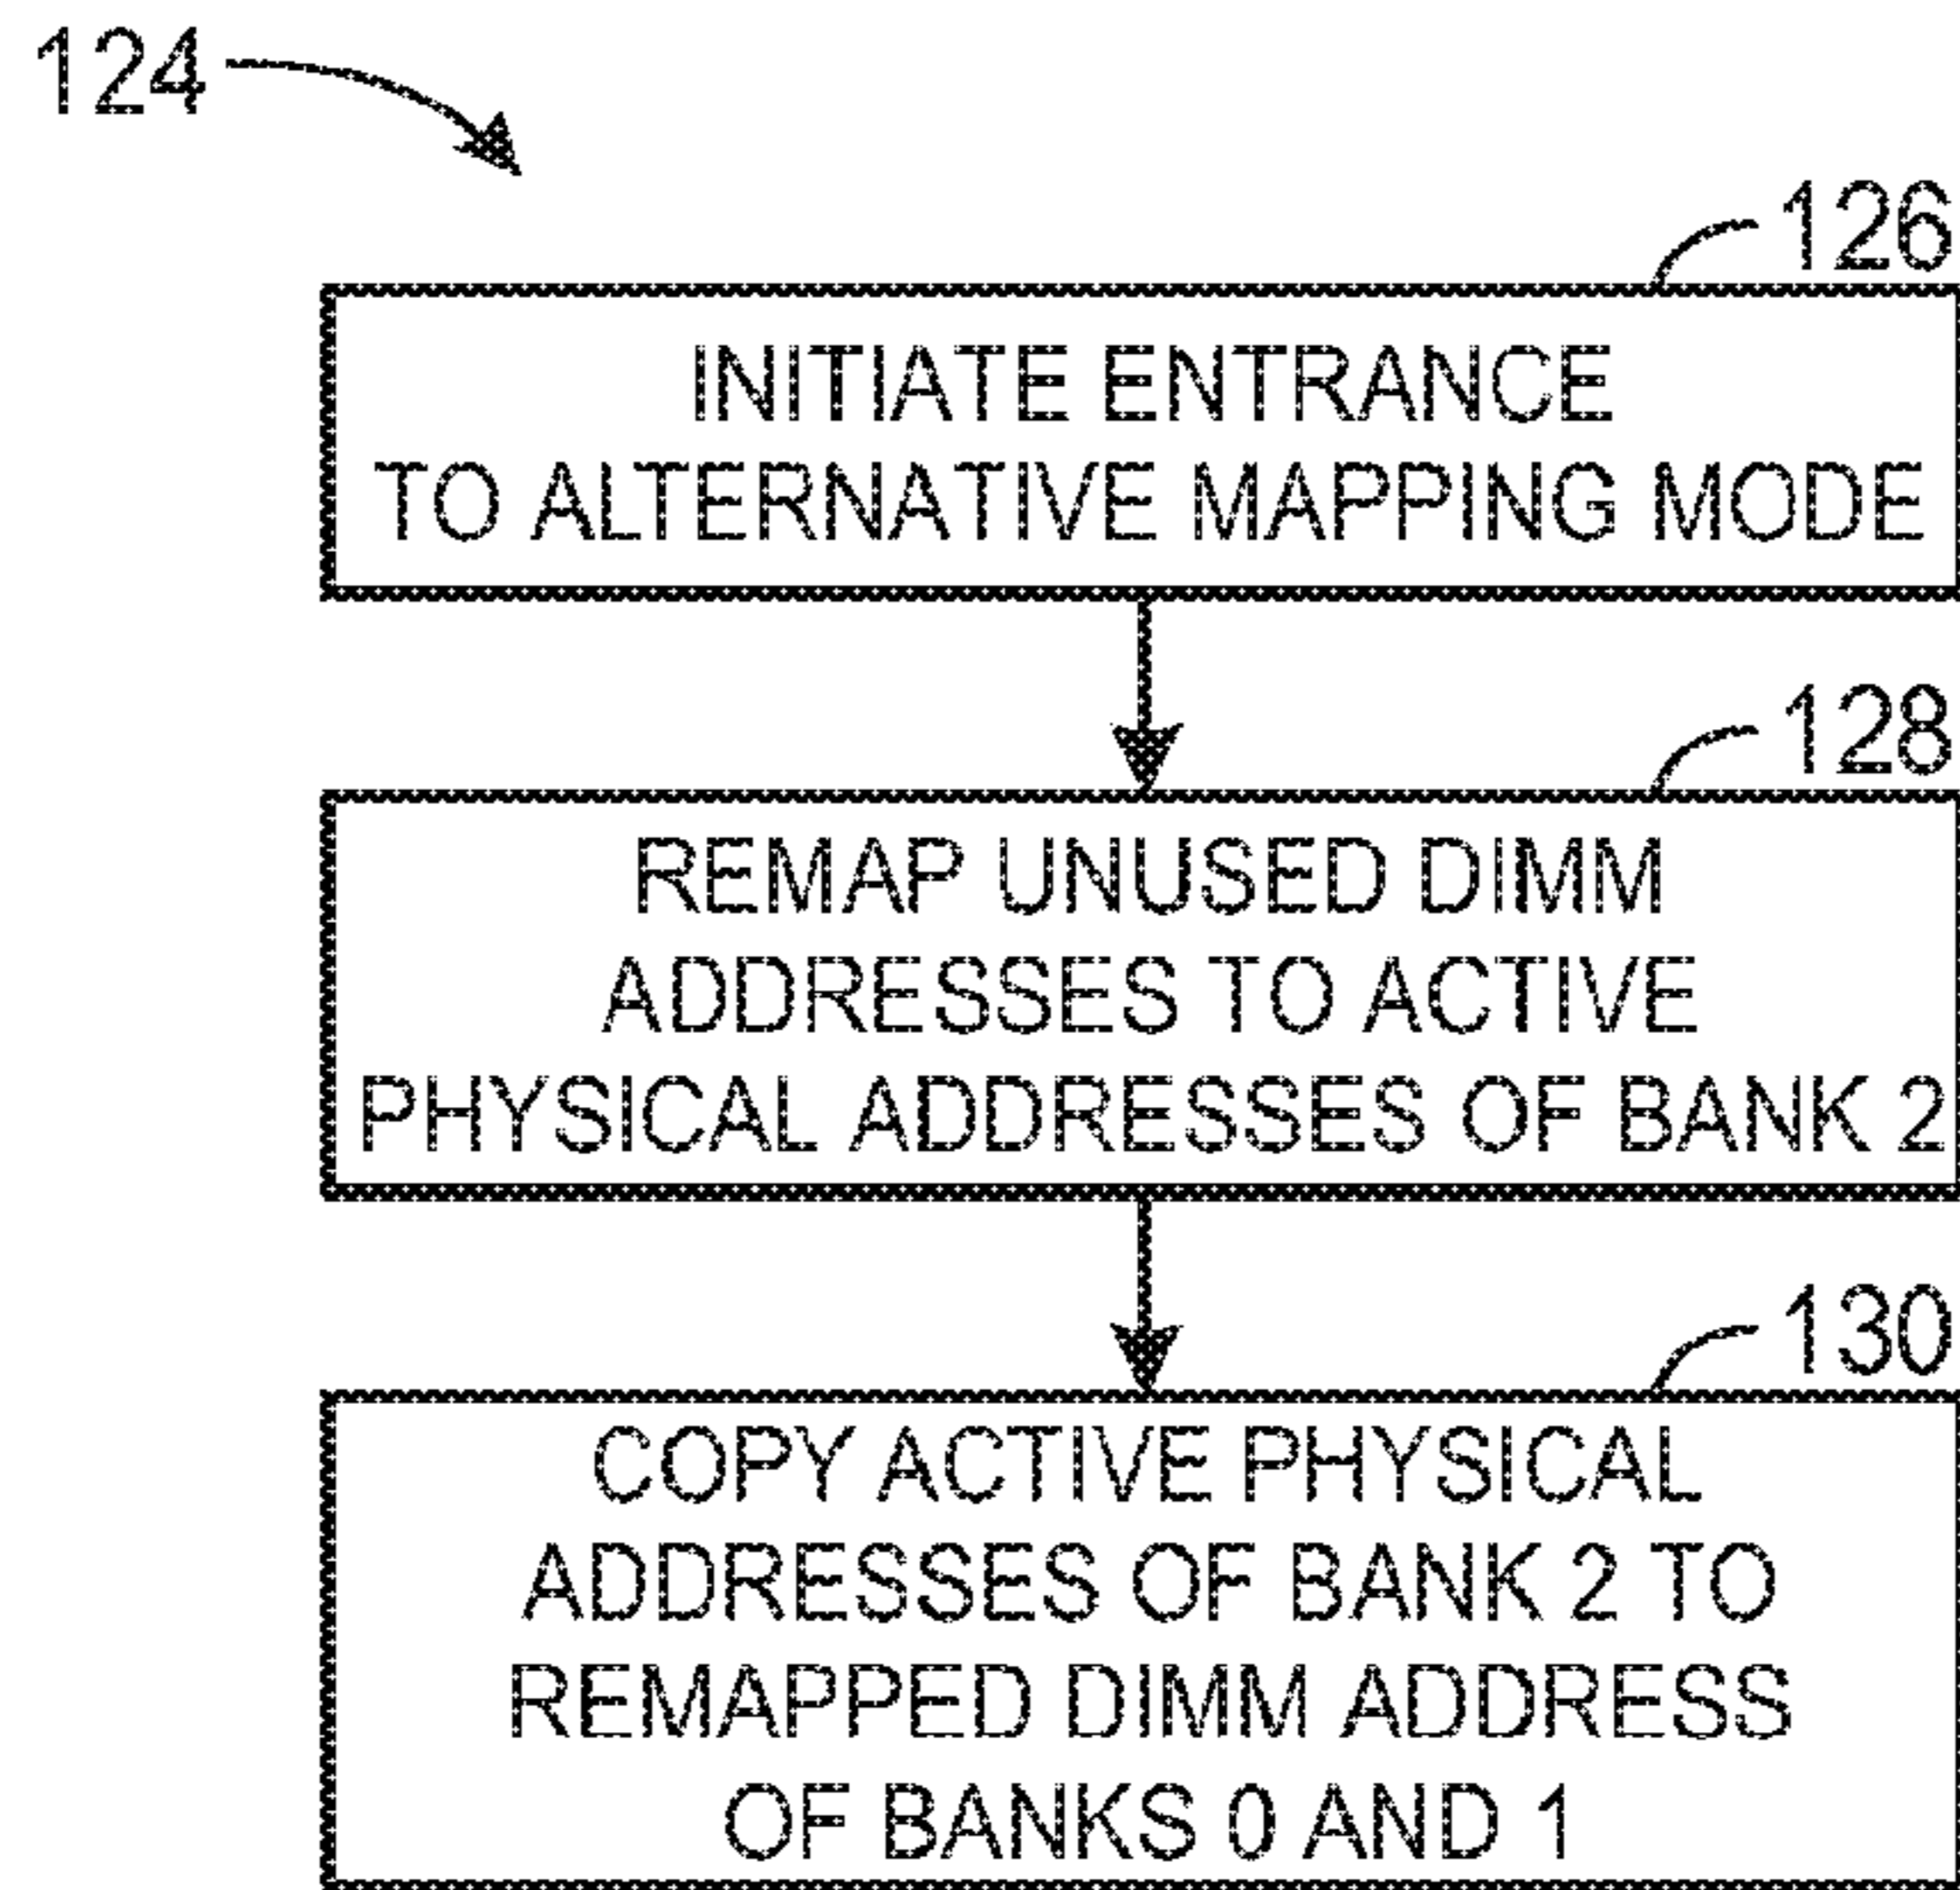 124
126
INITIATE ENTRANCE
TO ALTERNATIVE MAPPING MODE
128
REMAP UNUSED DIMM
ADDRESSES TO ACTIVE
PHYSICAL ADDRESSES OF BANK 2
130
COPY ACTIVE PHYSICAL
ADDRESSES OF BANK 2 TO
REMAPPED DIMM ADDRESS
OF BANKS 0 AND 1